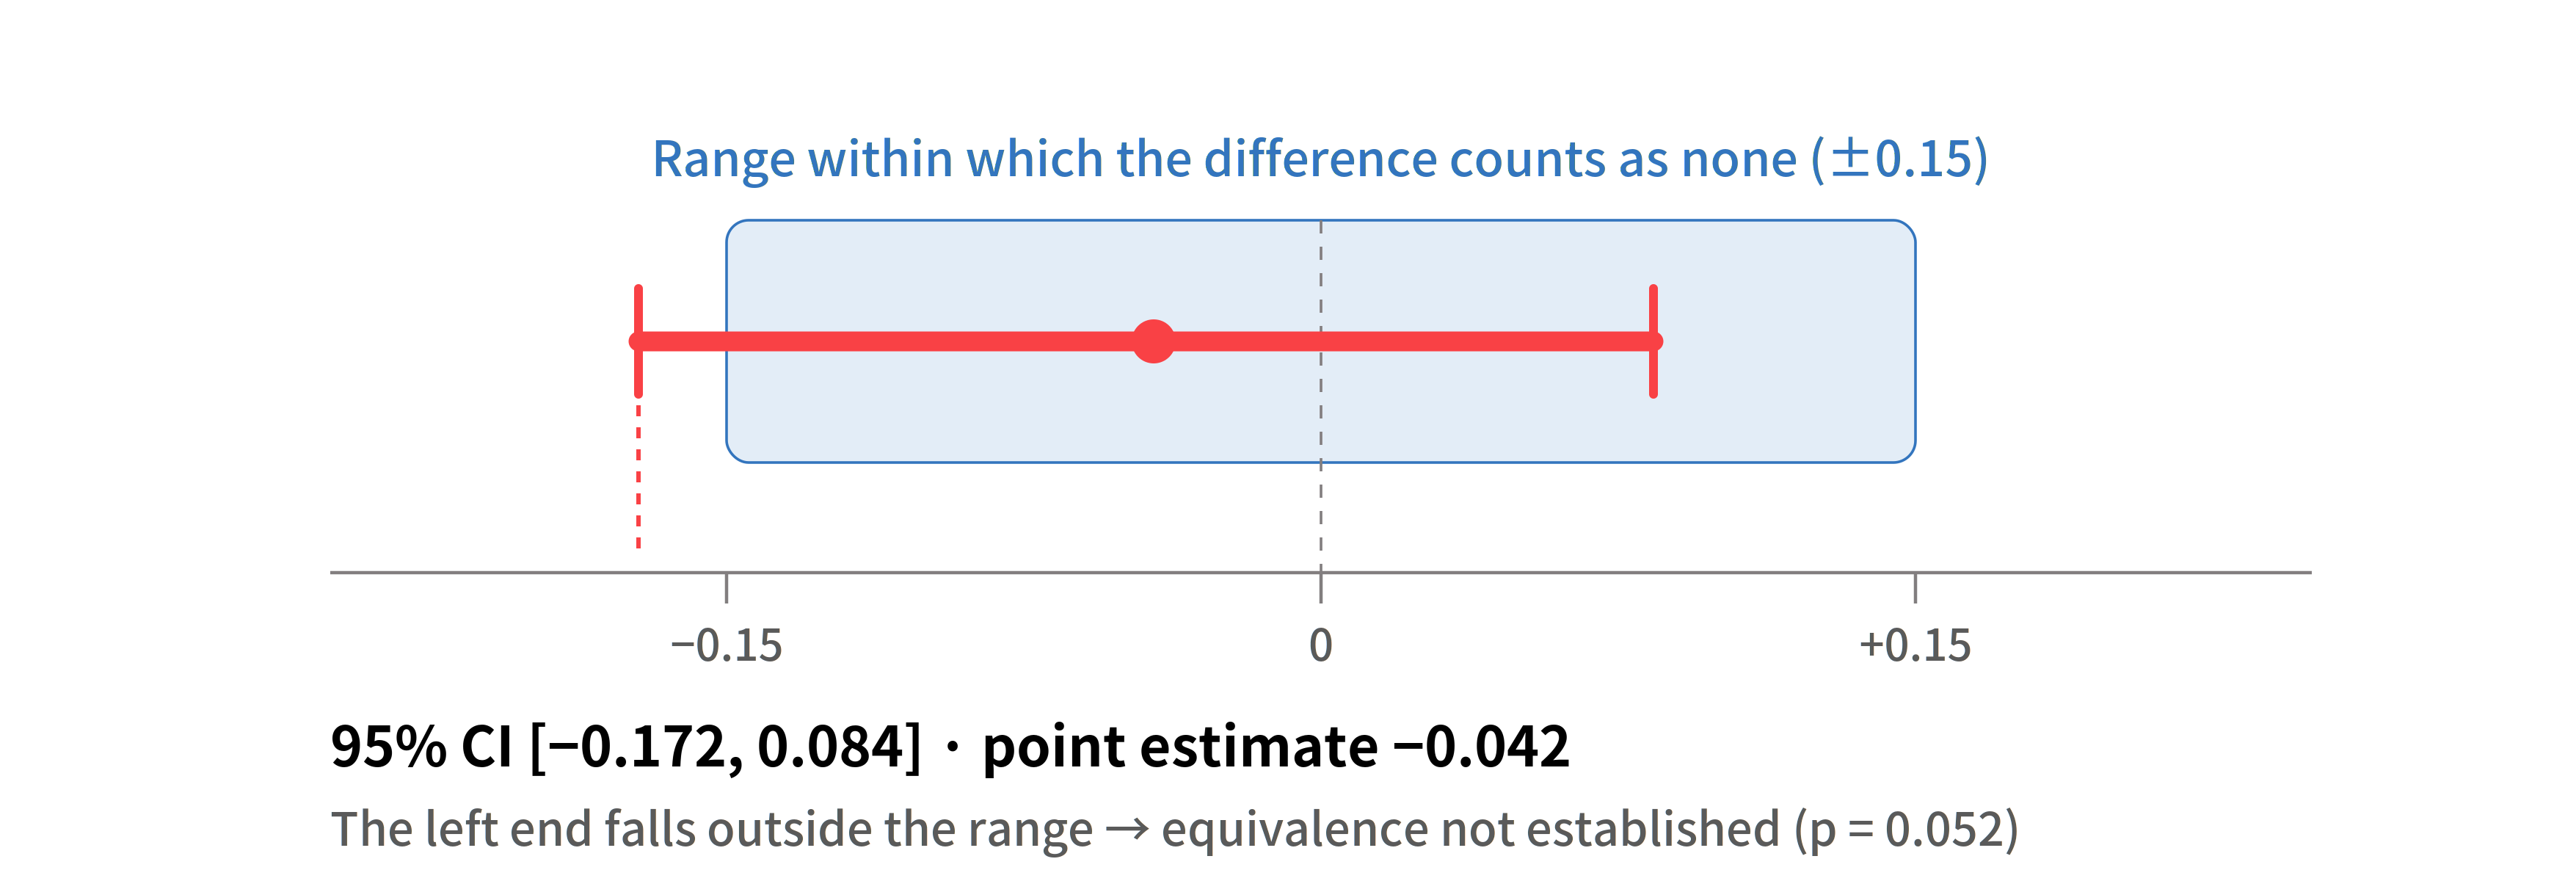 Range within which the difference counts as none (±0.15)
−0.15 0 +0.15
95% CI [−0.172, 0.084] · point estimate −0.042
The left end falls outside the range → equivalence not established (p = 0.052)